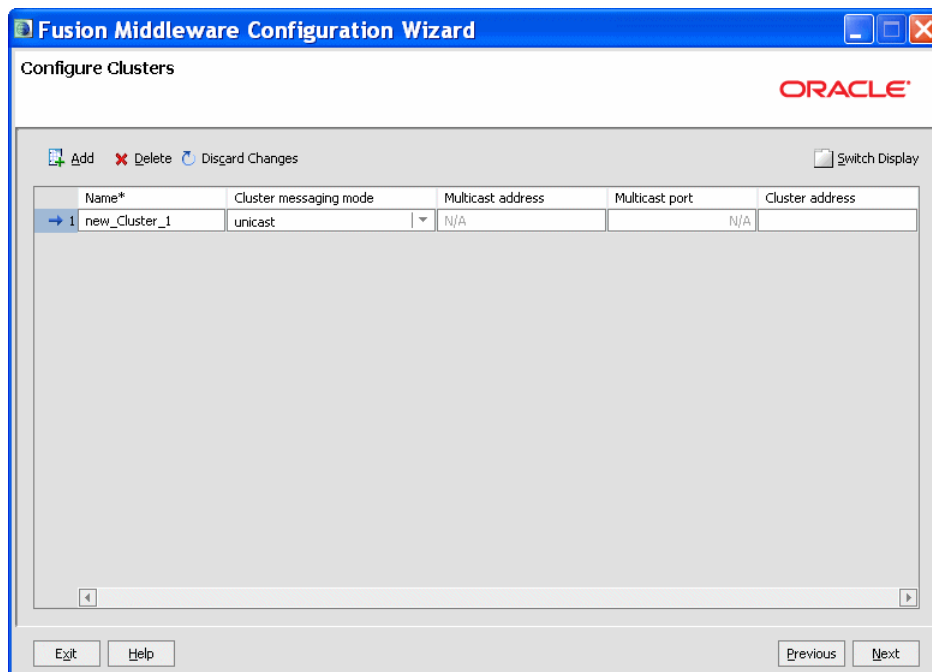 Fusion Middleware Configuration Wizard
Configure Clusters
ORACLE
Add Delete Discard Changes Switch Display
Name* Cluster messaging mode Multicast address Multicast port Cluster address
1 new_Cluster_1 unicast N/A N/A
Exit Help Previous Next